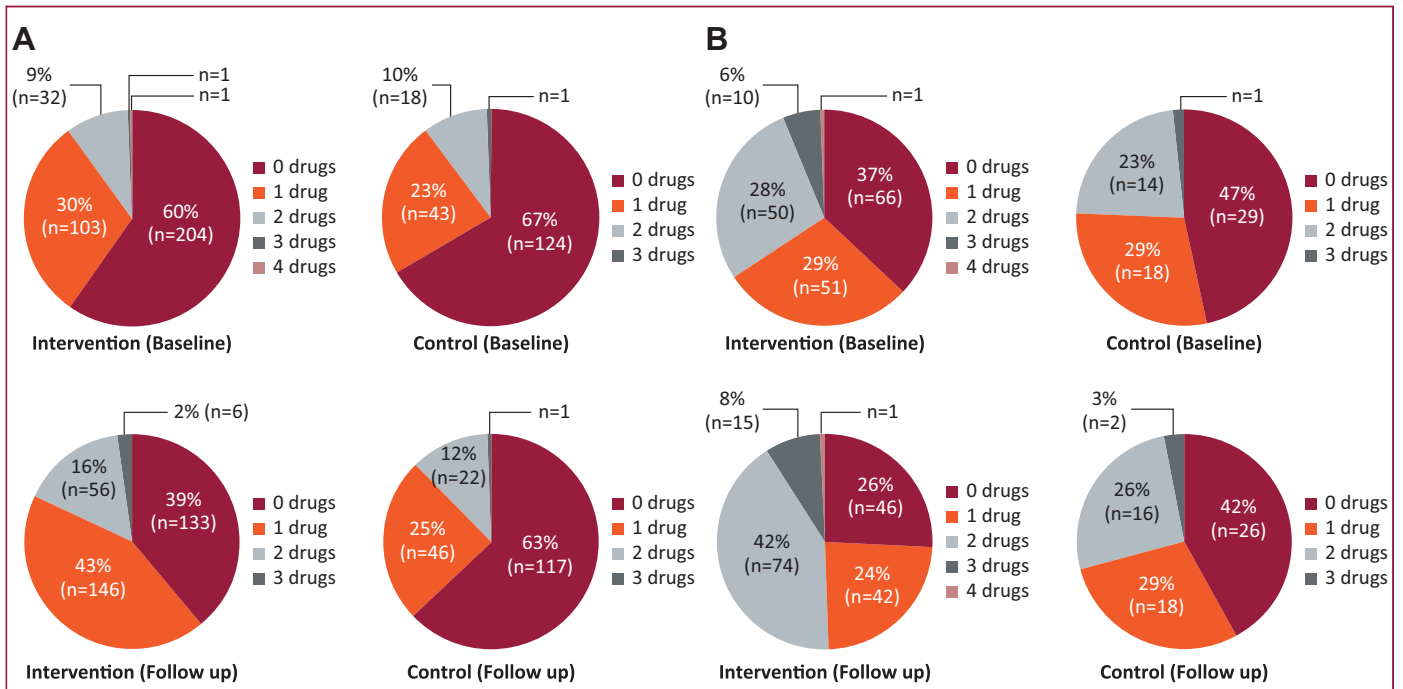 A
9%
(n=32)
n=1
n=1
30%
(n=103)
60%
(n=204)
0 drugs
1 drug
2 drugs
3 drugs
4 drugs
Intervention (Baseline)
10%
(n=18)
n=1
23%
(n=43)
67%
(n=124)
0 drugs
1 drug
2 drugs
3 drugs
Control (Baseline)
2% (n=6)
16%
(n=56)
39%
(n=133)
43%
(n=146)
0 drugs
1 drug
2 drugs
3 drugs
Intervention (Follow up)
n=1
12%
(n=22)
25%
(n=46)
63%
(n=117)
0 drugs
1 drug
2 drugs
3 drugs
Control (Follow up)
B
6%
(n=10)
n=1
37%
(n=66)
28%
(n=50)
29%
(n=51)
0 drugs
1 drug
2 drugs
3 drugs
4 drugs
Intervention (Baseline)
n=1
23%
(n=14)
47%
(n=29)
29%
(n=18)
0 drugs
1 drug
2 drugs
3 drugs
Control (Baseline)
8%
(n=15)
n=1
26%
(n=46)
42%
(n=74)
24%
(n=42)
0 drugs
1 drug
2 drugs
3 drugs
4 drugs
Intervention (Follow up)
3%
(n=2)
26%
(n=16)
42%
(n=26)
29%
(n=18)
0 drugs
1 drug
2 drugs
3 drugs
Control (Follow up)